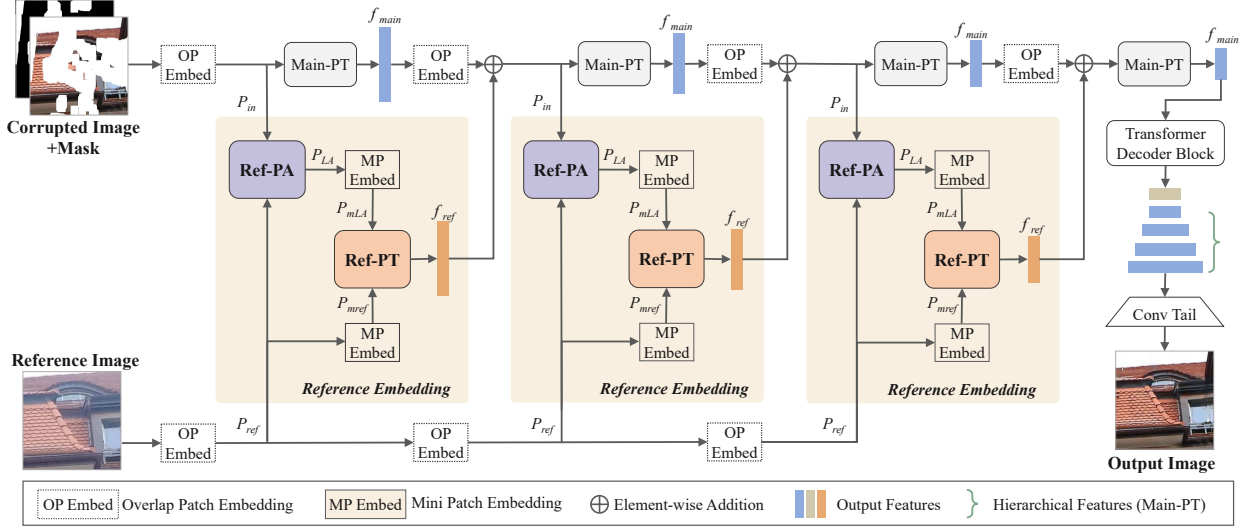 f_main
f_main
f_main
f_main
OP
Embed
Main-PT
OP
Embed
Main-PT
OP
Embed
Main-PT
OP
Embed
Main-PT
P_in
P_in
P_in
Corrupted Image
+Mask
Transformer
Decoder Block
Ref-PA
P_LA
MP
Embed
Ref-PA
P_LA
MP
Embed
Ref-PA
P_LA
MP
Embed
P_mLA
f_ref
P_mLA
f_ref
P_mLA
f_ref
Ref-PT
Ref-PT
Ref-PT
P_mref
P_mref
P_mref
Conv Tail
MP
Embed
MP
Embed
MP
Embed
Reference Image
Reference Embedding
Reference Embedding
Reference Embedding
P_ref
P_ref
P_ref
OP
Embed
OP
Embed
OP
Embed
Output Image
OP Embed Overlap Patch Embedding MP Embed Mini Patch Embedding ⊕ Element-wise Addition Output Features } Hierarchical Features (Main-PT)